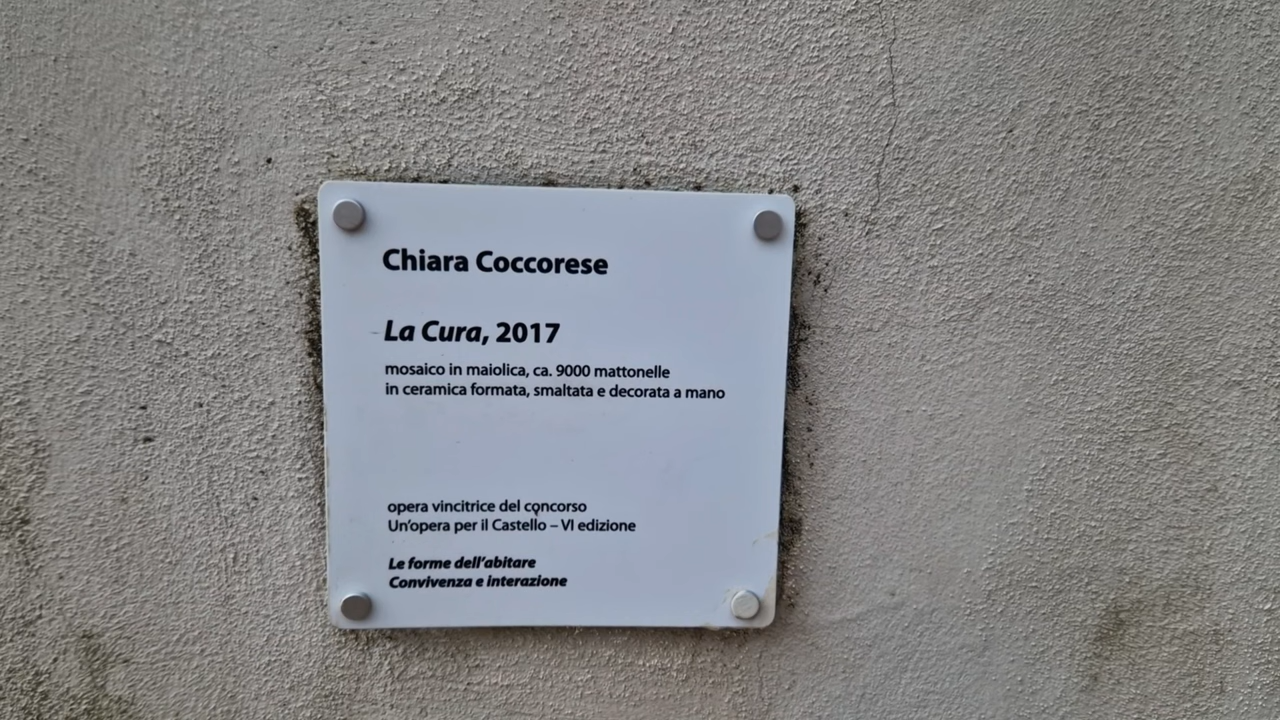 Chiara Coccorese
La Cura, 2017
mosaico in maiolica, ca. 9000 mattonelle
in ceramica formata, smaltata e decorata a mano
opera vincitrice del concorso
Un'opera per il Castello – VI edizione
Le forme dell'abitare
Convivenza e interazione